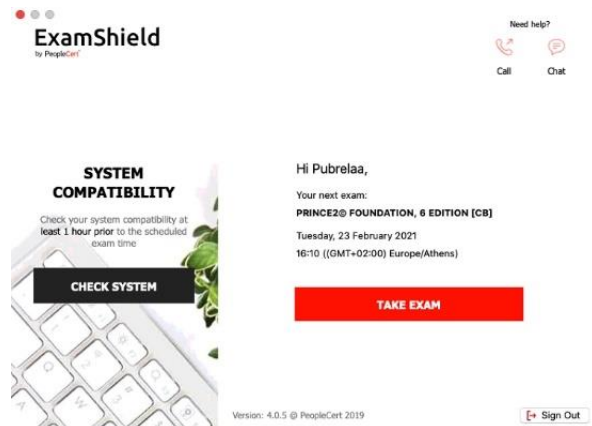 ExamShield
by PeopleCert
Need help?
Call
Chat
SYSTEM
COMPATIBILITY
Check your system compatibility at
least 1 hour prior to the scheduled
exam time
CHECK SYSTEM
Hi Pubrelaa,
Your next exam:
PRINCE2® FOUNDATION, 6 EDITION [CB]
Tuesday, 23 February 2021
16:10 ((GMT+02:00) Europe/Athens)
TAKE EXAM
Version: 4.0.5 @ PeopleCert 2019
Sign Out